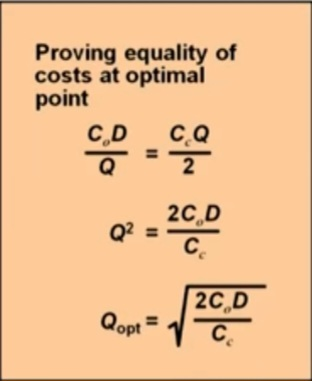 Proving equality of
costs at optimal
point
CₒD/Q = C꜀Q/2
Q² = 2CₒD/C꜀
Qopt = √(2CₒD/C꜀)